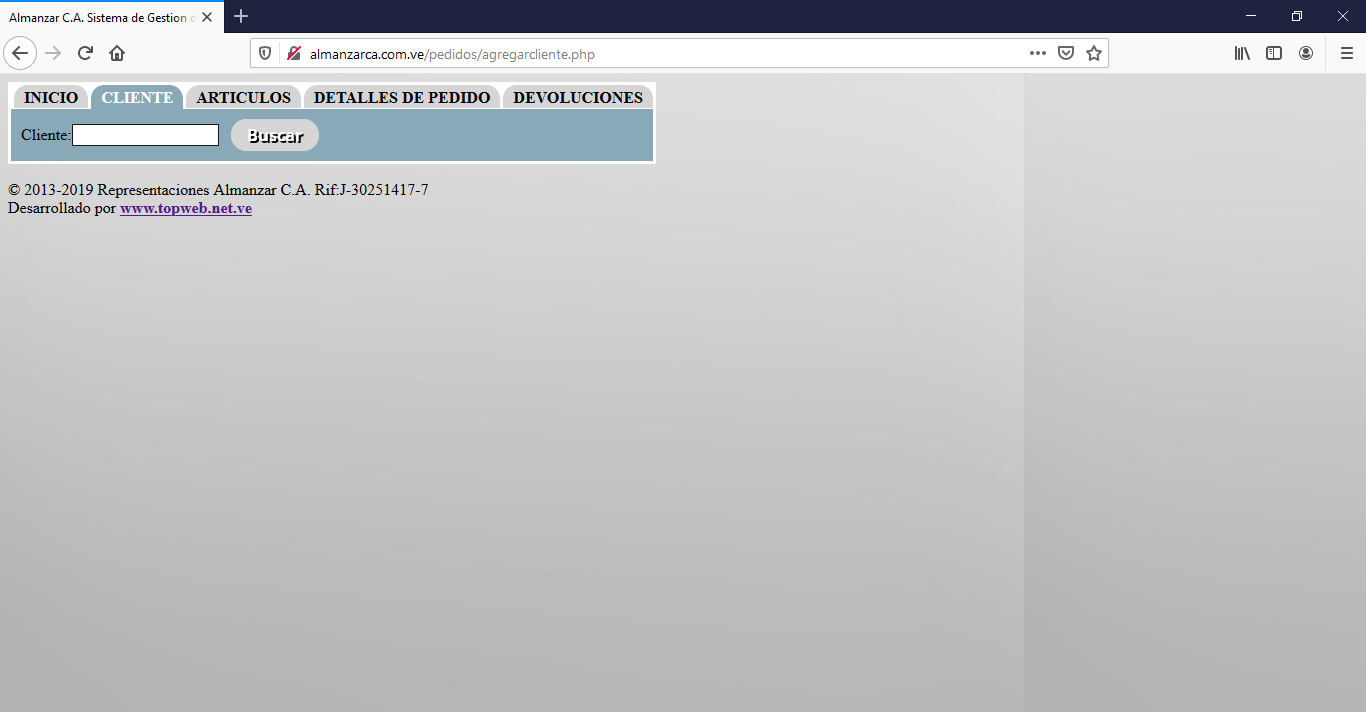 Almanzar C.A. Sistema de Gestion
almanzarca.com.ve/pedidos/agregarcliente.php
INICIO CLIENTE ARTICULOS DETALLES DE PEDIDO DEVOLUCIONES
Cliente: Buscar
© 2013-2019 Representaciones Almanzar C.A. Rif:J-30251417-7
Desarrollado por www.topweb.net.ve